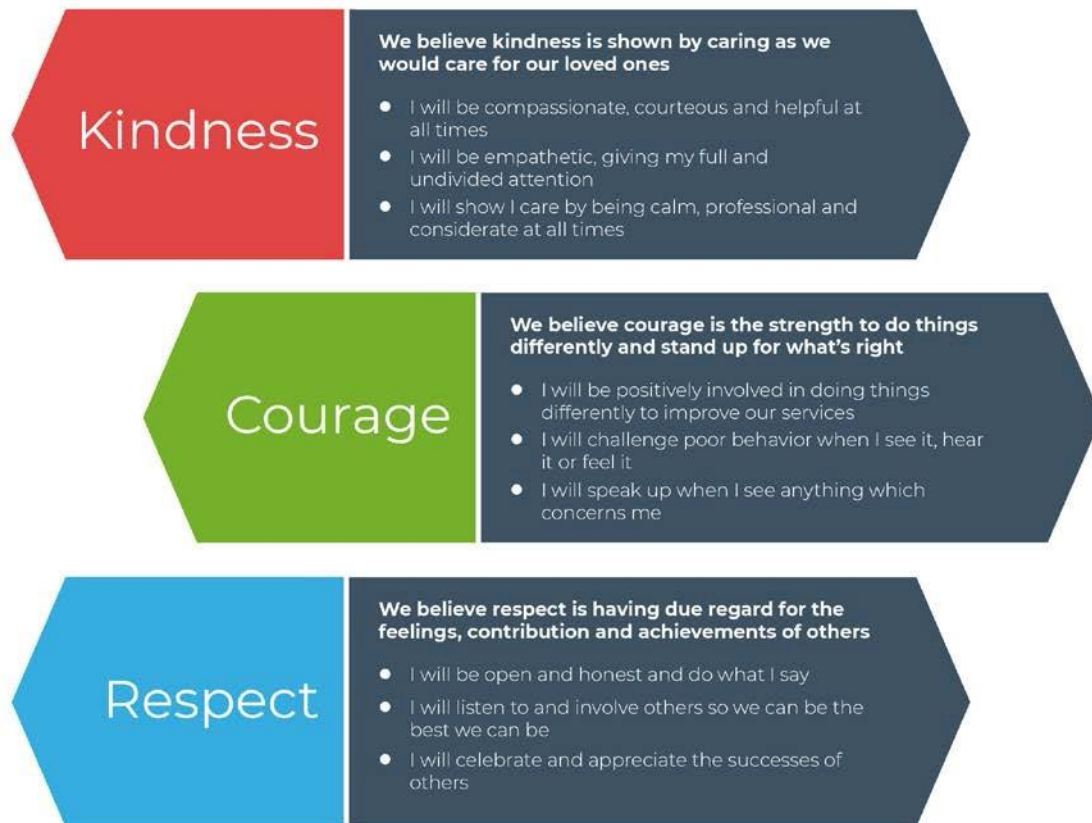 Kindness
We believe kindness is shown by caring as we
would care for our loved ones
● I will be compassionate, courteous and helpful at
all times
● I will be empathetic, giving my full and
undivided attention
● I will show I care by being calm, professional and
considerate at all times
Courage
We believe courage is the strength to do things
differently and stand up for what's right
● I will be positively involved in doing things
differently to improve our services
● I will challenge poor behavior when I see it, hear
it or feel it
● I will speak up when I see anything which
concerns me
Respect
We believe respect is having due regard for the
feelings, contribution and achievements of others
● I will be open and honest and do what I say
● I will listen to and involve others so we can be the
best we can be
● I will celebrate and appreciate the successes of
others